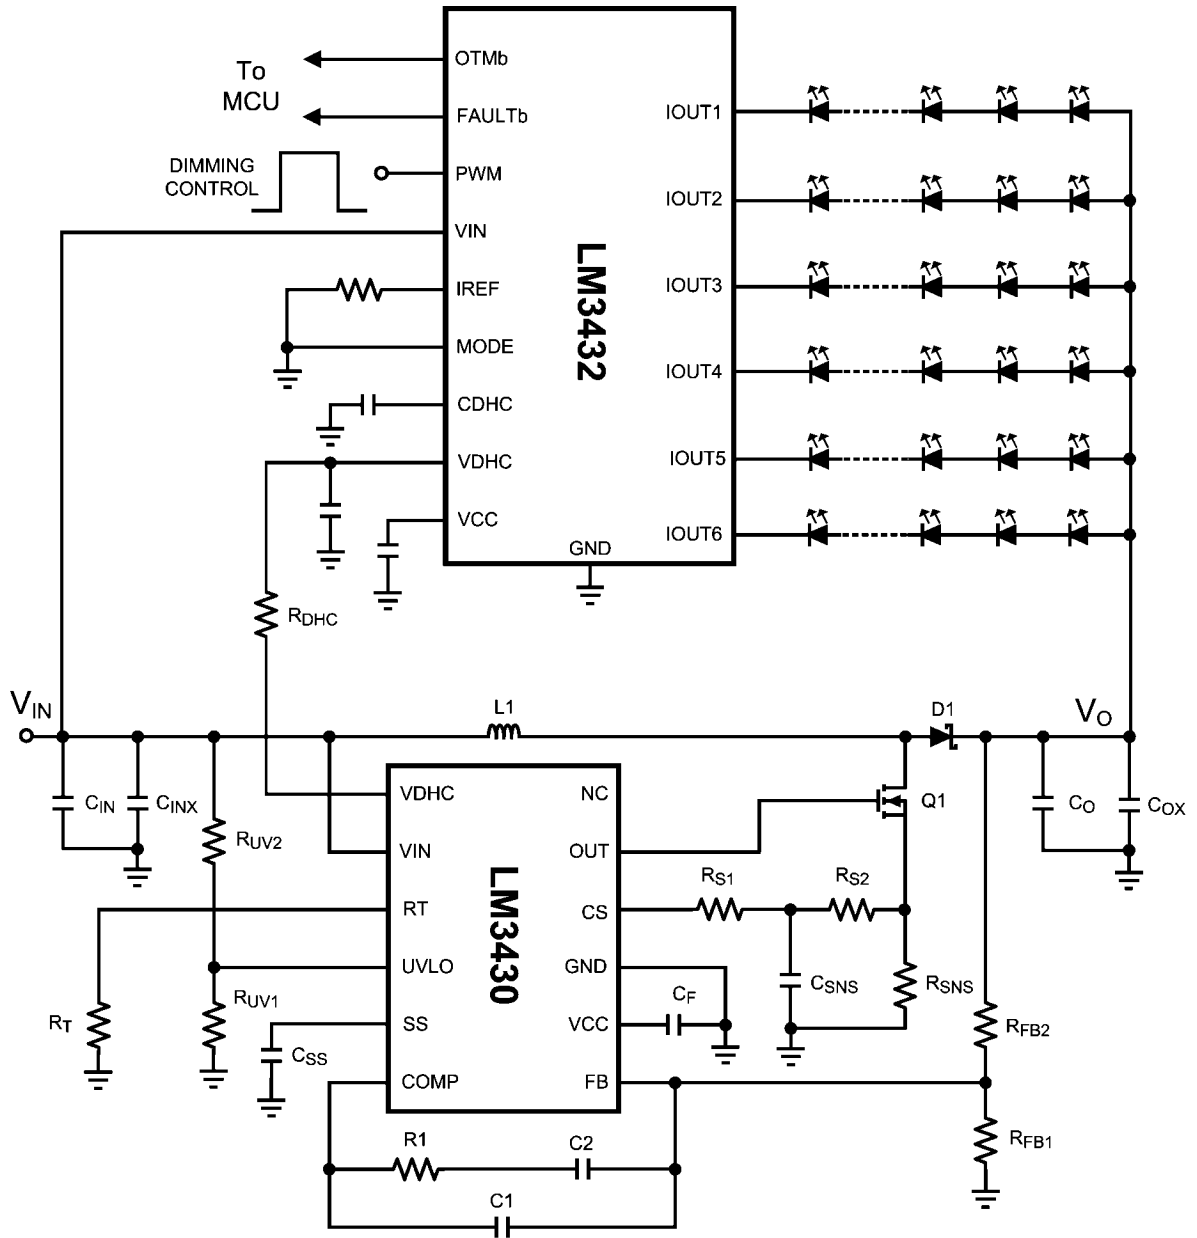 To
MCU
DIMMING
CONTROL
OTMb
FAULTb
PWM
VIN
IREF
MODE
CDHC
VDHC
VCC
GND
LM3432
IOUT1
IOUT2
IOUT3
IOUT4
IOUT5
IOUT6
RDHC
VIN
L1
D1
VO
CIN
CINX
RUV2
RUV1
RT
CSS
VDHC
VIN
RT
UVLO
SS
COMP
LM3430
NC
OUT
CS
GND
VCC
FB
Q1
RS1
RS2
CSNS
RSNS
CF
CO
COX
RFB2
RFB1
R1
C2
C1